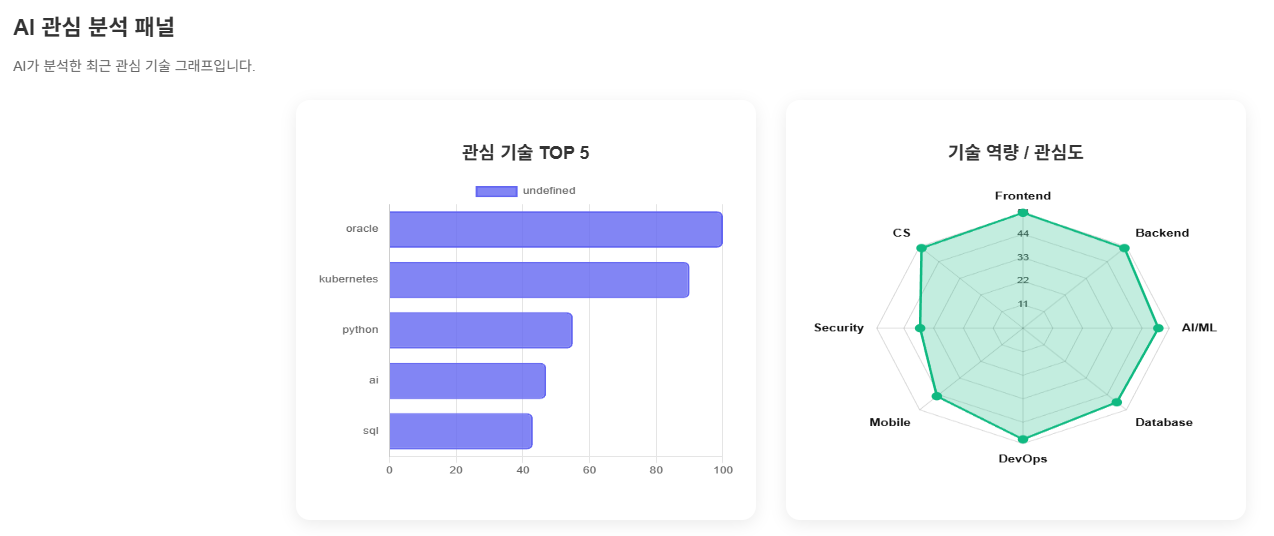 AI 관심 분석 패널
AI가 분석한 최근 관심 기술 그래프입니다.
관심 기술 TOP 5
undefined
oracle
kubernetes
python
ai
sql
0 20 40 60 80 100
기술 역량 / 관심도
Frontend
CS
Backend
44
33
22
11
Security
AI/ML
Mobile
Database
DevOps